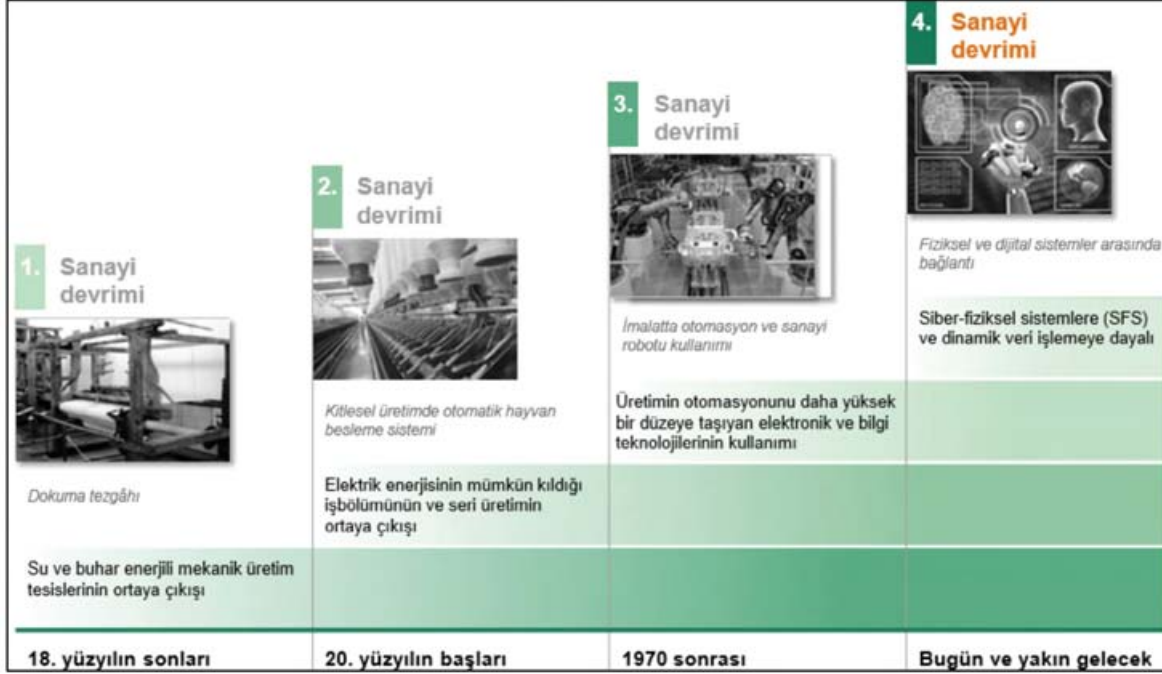 1. Sanayi
devrimi
Dokuma tezgâhı
Su ve buhar enerjili mekanik üretim
tesislerinin ortaya çıkışı
18. yüzyılın sonları
2. Sanayi
devrimi
Kitlesel üretimde otomatik hayvan
besleme sistemi
Elektrik enerjisinin mümkün kıldığı
işbölümünün ve seri üretimin
ortaya çıkışı
20. yüzyılın başları
3. Sanayi
devrimi
İmalatta otomasyon ve sanayi
robotu kullanımı
Üretimin otomasyonunu daha yüksek
bir düzeye taşıyan elektronik ve bilgi
teknolojilerinin kullanımı
1970 sonrası
4. Sanayi
devrimi
Fiziksel ve dijital sistemler arasında
bağlantı
Siber-fiziksel sistemlere (SFS)
ve dinamik veri işlemeye dayalı
Bugün ve yakın gelecek